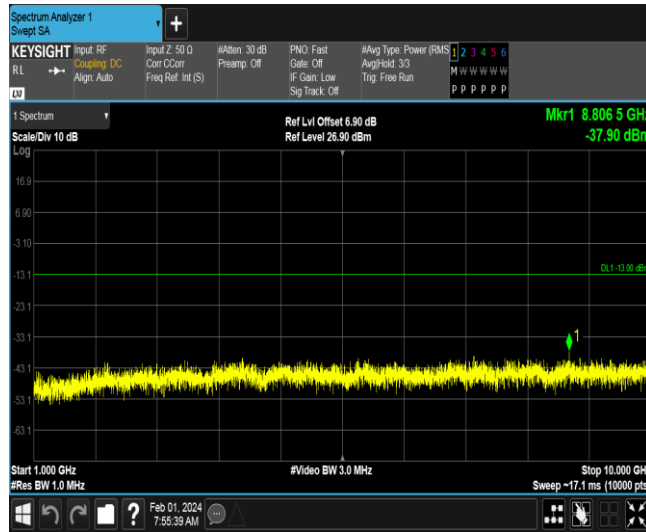 Spectrum Analyzer 1
Swept SA
+
KEYSIGHT
RL
LXI
Input: RF
Coupling: DC
Align: Auto
Input Z: 50 Ω
Corr CCorr
Freq Ref: Int (S)
#Atten: 30 dB
Preamp: Off
PNO: Fast
Gate: Off
IF Gain: Low
Sig Track: Off
#Avg Type: Power (RMS
Avg|Hold: 3/3
Trig: Free Run
1 2 3 4 5 6
M W W W W W
P P P P P P
1 Spectrum
Scale/Div 10 dB
Log
Ref Lvl Offset 6.90 dB
Ref Level 26.90 dBm
Mkr1 8.806 5 GHz
-37.90 dBm
16.9
6.90
-3.10
-13.1
-23.1
-33.1
-43.1
-53.1
-63.1
DL1 -13.00 dBm
1
Start 1.000 GHz
#Res BW 1.0 MHz
#Video BW 3.0 MHz
Stop 10.000 GHz
Sweep ~17.1 ms (10000 pts)
?
Feb 01, 2024
7:55:39 AM